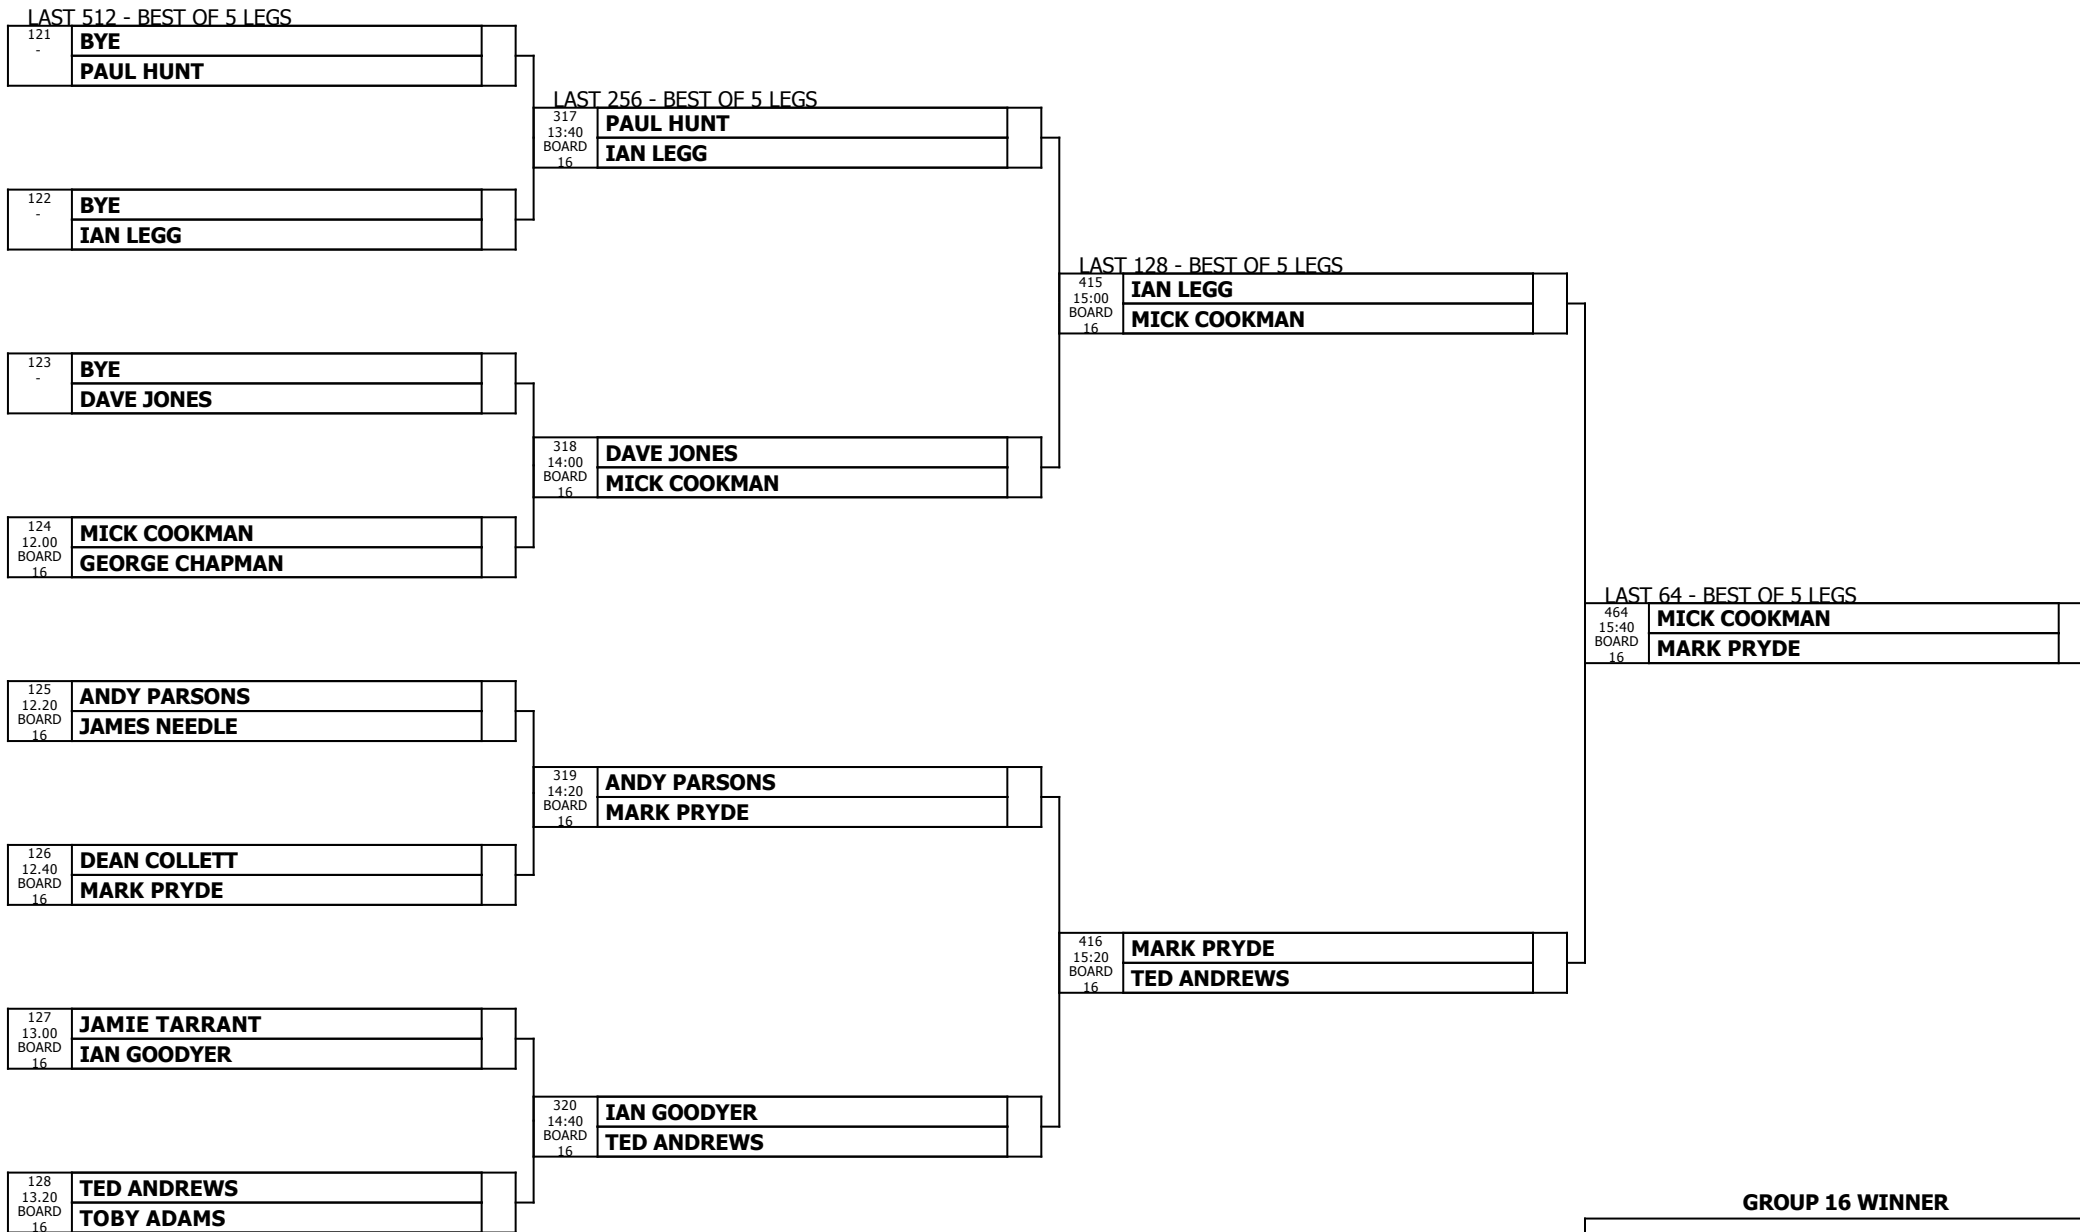 LAST 512 - BEST OF 5 LEGS
121
-
BYE
PAUL HUNT
122
-
BYE
IAN LEGG
123
-
BYE
DAVE JONES
124
12.00
BOARD
16
MICK COOKMAN
GEORGE CHAPMAN
125
12.20
BOARD
16
ANDY PARSONS
JAMES NEEDLE
126
12.40
BOARD
16
DEAN COLLETT
MARK PRYDE
127
13.00
BOARD
16
JAMIE TARRANT
IAN GOODYER
128
13.20
BOARD
16
TED ANDREWS
TOBY ADAMS
LAST 256 - BEST OF 5 LEGS
317
13:40
BOARD
16
PAUL HUNT
IAN LEGG
318
14:00
BOARD
16
DAVE JONES
MICK COOKMAN
319
14:20
BOARD
16
ANDY PARSONS
MARK PRYDE
320
14:40
BOARD
16
IAN GOODYER
TED ANDREWS
LAST 128 - BEST OF 5 LEGS
415
15:00
BOARD
16
IAN LEGG
MICK COOKMAN
416
15:20
BOARD
16
MARK PRYDE
TED ANDREWS
LAST 64 - BEST OF 5 LEGS
464
15:40
BOARD
16
MICK COOKMAN
MARK PRYDE
GROUP 16 WINNER